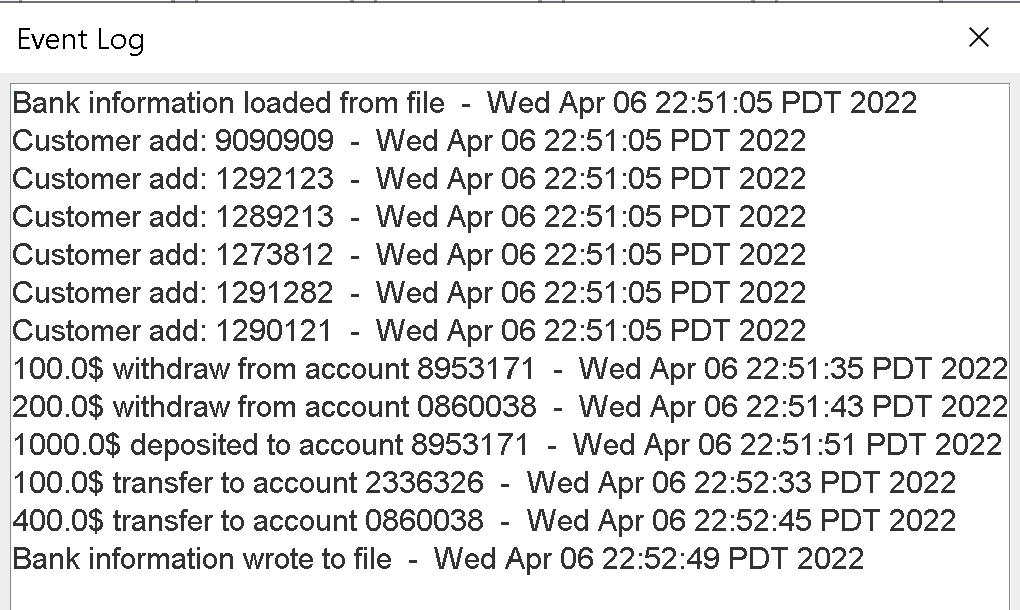 Event Log
Bank information loaded from file - Wed Apr 06 22:51:05 PDT 2022
Customer add: 9090909 - Wed Apr 06 22:51:05 PDT 2022
Customer add: 1292123 - Wed Apr 06 22:51:05 PDT 2022
Customer add: 1289213 - Wed Apr 06 22:51:05 PDT 2022
Customer add: 1273812 - Wed Apr 06 22:51:05 PDT 2022
Customer add: 1291282 - Wed Apr 06 22:51:05 PDT 2022
Customer add: 1290121 - Wed Apr 06 22:51:05 PDT 2022
100.0$ withdraw from account 8953171 - Wed Apr 06 22:51:35 PDT 2022
200.0$ withdraw from account 0860038 - Wed Apr 06 22:51:43 PDT 2022
1000.0$ deposited to account 8953171 - Wed Apr 06 22:51:51 PDT 2022
100.0$ transfer to account 2336326 - Wed Apr 06 22:52:33 PDT 2022
400.0$ transfer to account 0860038 - Wed Apr 06 22:52:45 PDT 2022
Bank information wrote to file - Wed Apr 06 22:52:49 PDT 2022